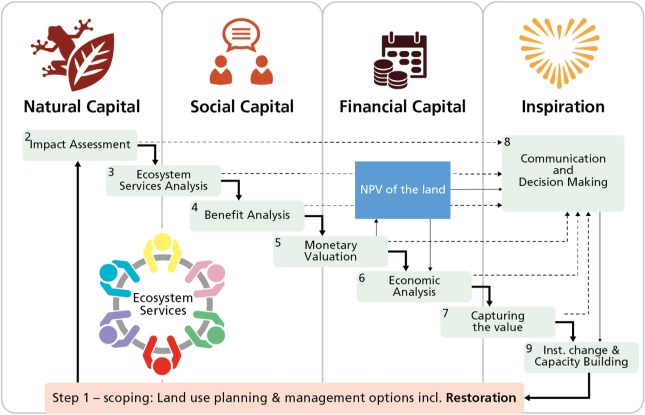 Natural Capital
Social Capital
Financial Capital
Inspiration
2
Impact Assessment
3
Ecosystem
Services Analysis
4
Benefit Analysis
5
Monetary
Valuation
NPV of the land
6
Economic
Analysis
7
Capturing
the value
8
Communication
and
Decision Making
9
Inst. change &
Capacity Building
Ecosystem
Services
Step 1 – scoping: Land use planning & management options incl. Restoration